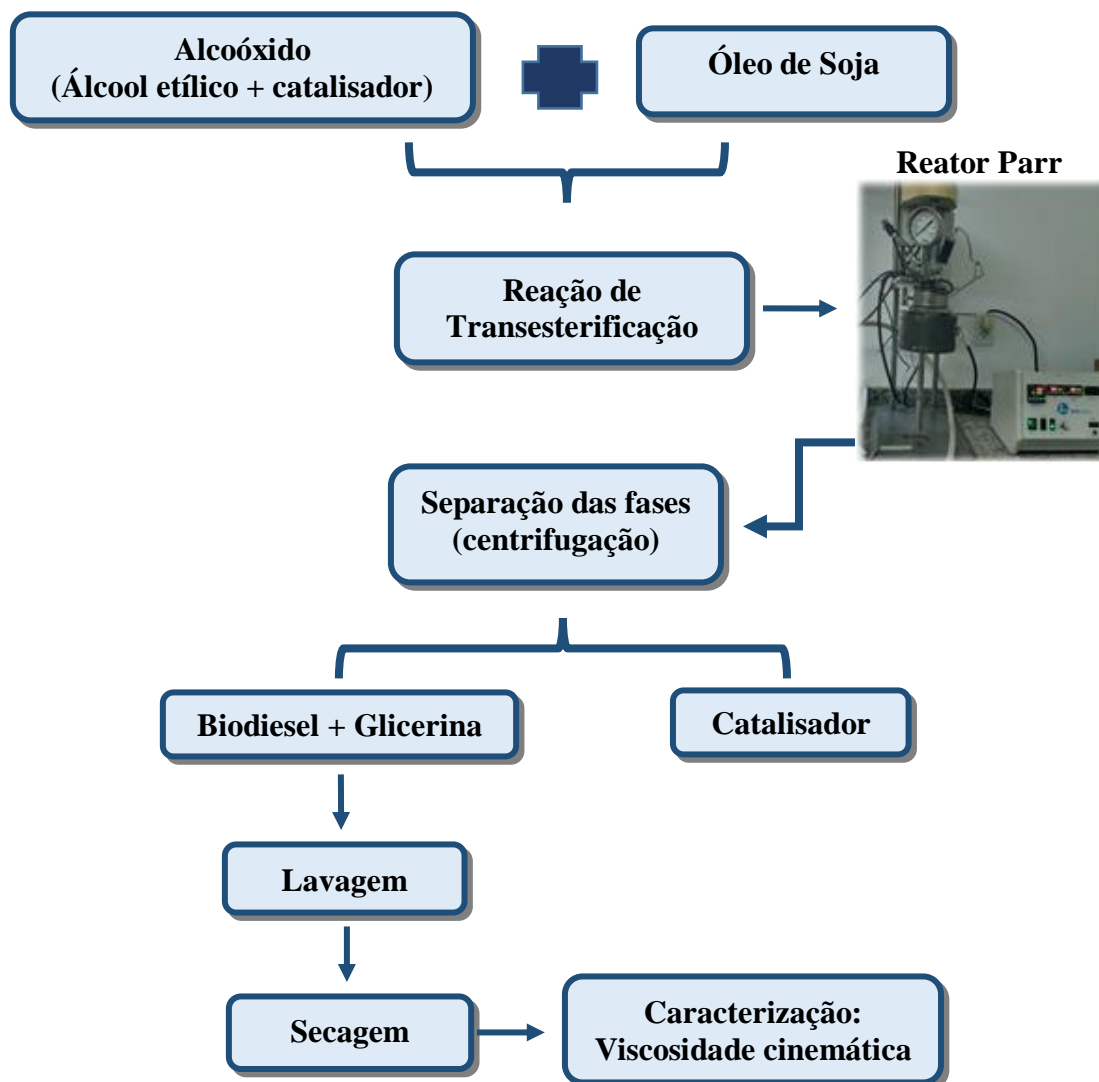 Alcoóxido
(Álcool etílico + catalisador)
Óleo de Soja
Reator Parr
Reação de
Transesterificação
Separação das fases
(centrifugação)
Biodiesel + Glicerina
Catalisador
Lavagem
Secagem
Caracterização:
Viscosidade cinemática